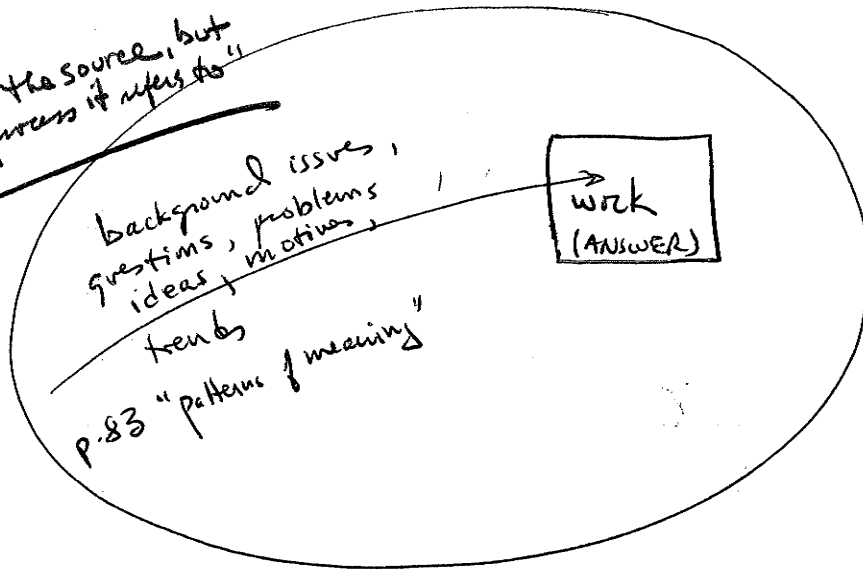 the source, but
process it refers to"
background issues,
questions, problems
ideas, motives,
trends
p.83 "patterns of meaning"
work
(ANSWER)